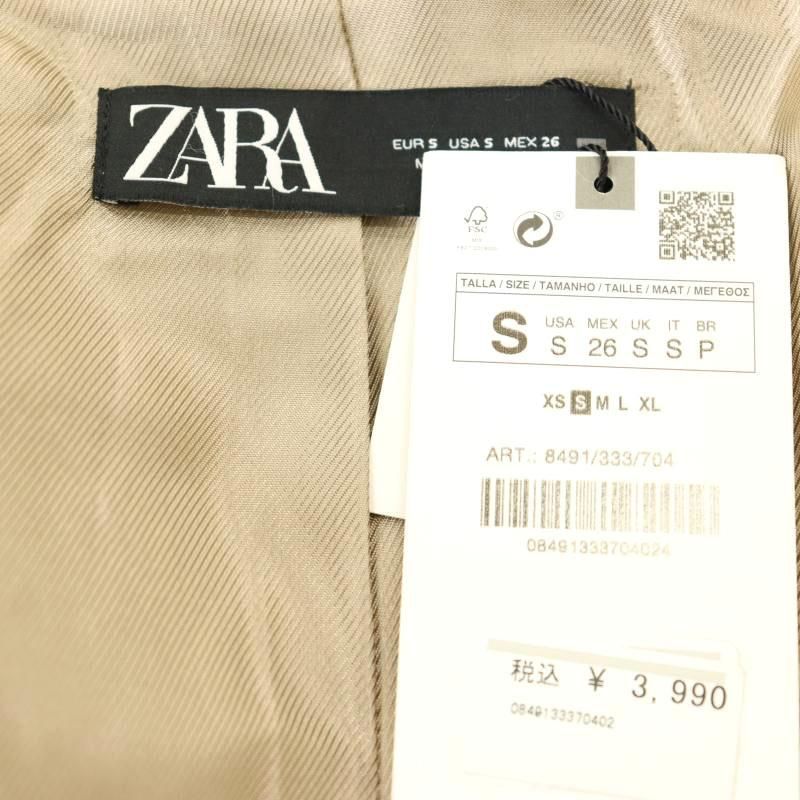 ZARA
EUR S USA S MEX 26
FSC
TALLA / SIZE / TAMANHO / TAILLE / MAAT / ΜΕΓΕΘΟΣ
S
USA MEX UK IT BR
S 26 S S P
XS S M L XL
ART.: 8491/333/704
08491333704024
税込 ¥ 3,990
0849133370402